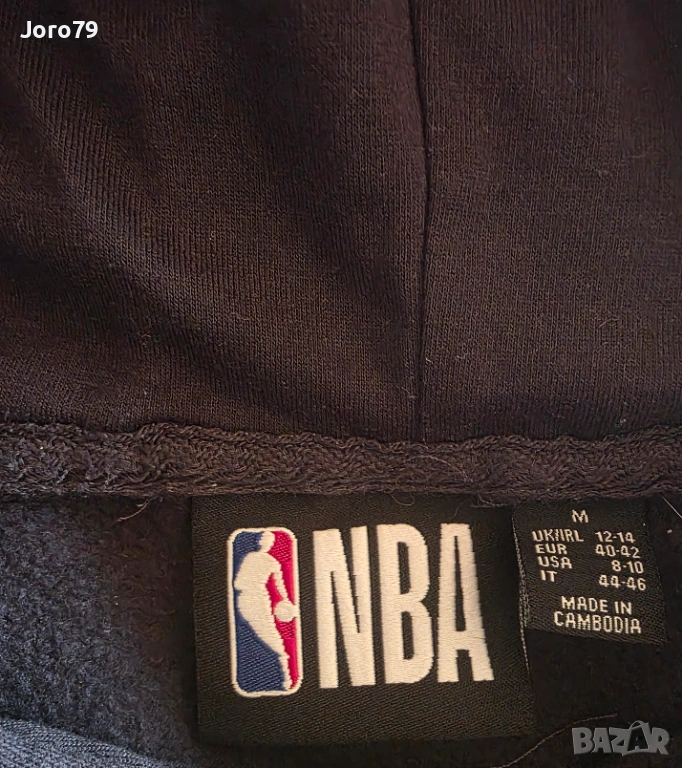 Joro79
NBA
M
UK/IRL 12-14
EUR 40-42
USA 8-10
IT 44-46
MADE IN
CAMBODIA
BAZAR